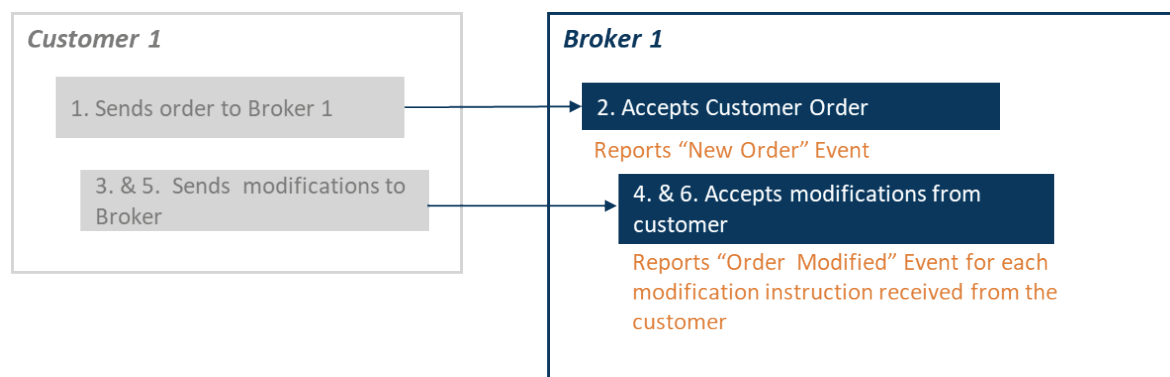 Customer 1
1. Sends order to Broker 1
3. & 5. Sends modifications to
Broker
Broker 1
2. Accepts Customer Order
Reports “New Order” Event
4. & 6. Accepts modifications from
customer
Reports “Order Modified” Event for each
modification instruction received from the
customer